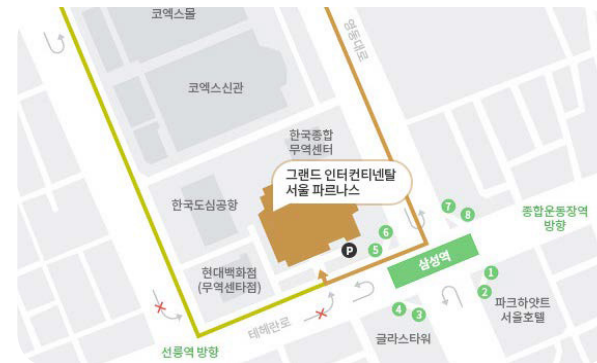 코엑스몰
영동대로
코엑스신관
한국종합
무역센터
그랜드 인터컨티넨탈
서울 파르나스
한국도심공항
7
8
종합운동장역
방향
6
P
5
삼성역
1
현대백화점
(무역센타점)
2
파크하얏트
서울호텔
4
3
테헤란로
글라스타워
선릉역 방향